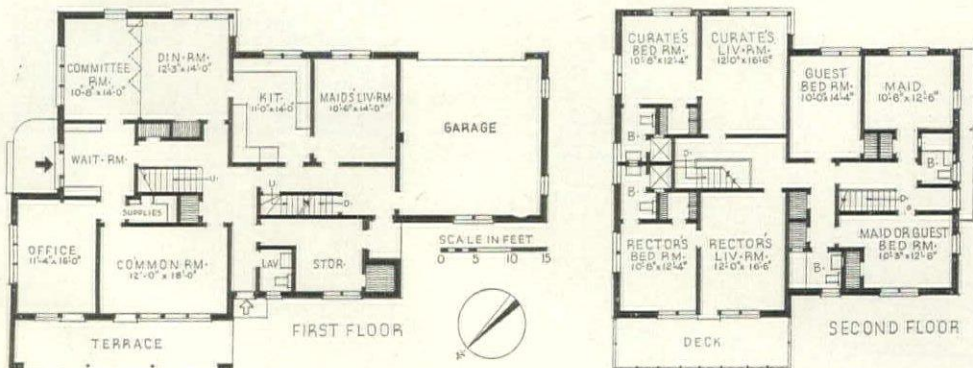 COMMITTEE
RM·
10'-8" x 14'-0"
DIN·RM·
12'-3" x 14'-0"
KIT·
11'-0" x 14'-0"
MAID'S LIV·RM·
10'-6" x 14'-0"
GARAGE
WAIT·RM·
U·
SUPPLIES
U
D·
OFFICE
11'-4" x 16'-0"
COMMON RM·
12'-0" x 18'-0"
LAV·
STOR·
SCALE IN FEET
0 5 10 15
TERRACE
FIRST FLOOR
CURATE'S
BED RM·
10'-8" x 12'-4"
CURATE'S
LIV·RM·
12'-0" x 16'-6"
GUEST
BED RM·
10'-0" x 14'-4"
MAID
10'-6" x 12'-6"
B·
D·
B·
B·
D·
RECTOR'S
BED RM·
10'-8" x 12'-4"
RECTOR'S
LIV·RM·
12'-0" x 16'-6"
B·
MAID OR GUEST
BED RM·
10'-3" x 12'-6"
DECK
SECOND FLOOR